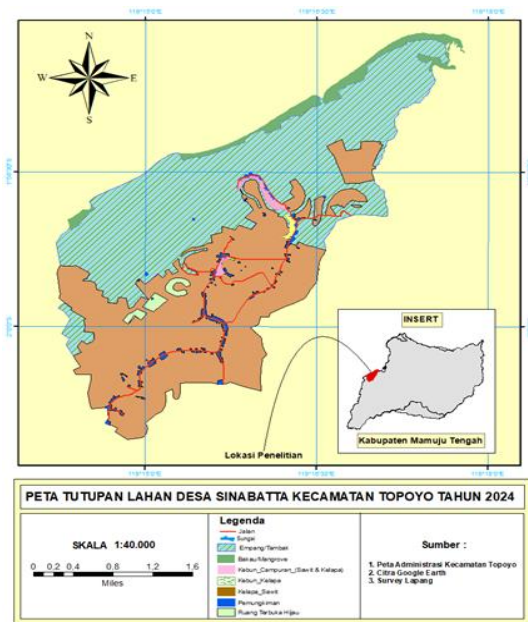 N
W
E
S
INSERT
Kabupaten Mamuju Tengah
Lokasi Penelitian
PETA TUTUPAN LAHAN DESA SINABATTA KECAMATAN TOPOYO TAHUN 2024
SKALA 1:40.000
0 0,2 0,4 0,8 1,2 1,6
Miles
Legenda
Jalan
Sungai
Empang/Tambak
Bakau/Mangrove
Kebun_Campuran_(Sawit & Kelapa)
Kebun_Kelapa
Kelapa_Sawit
Pemungkiman
Ruang Terbuka Hijau
Sumber :
1. Peta Administrasi Kecamatan Topoyo
2. Citra Google Earth
3. Survey Lapang